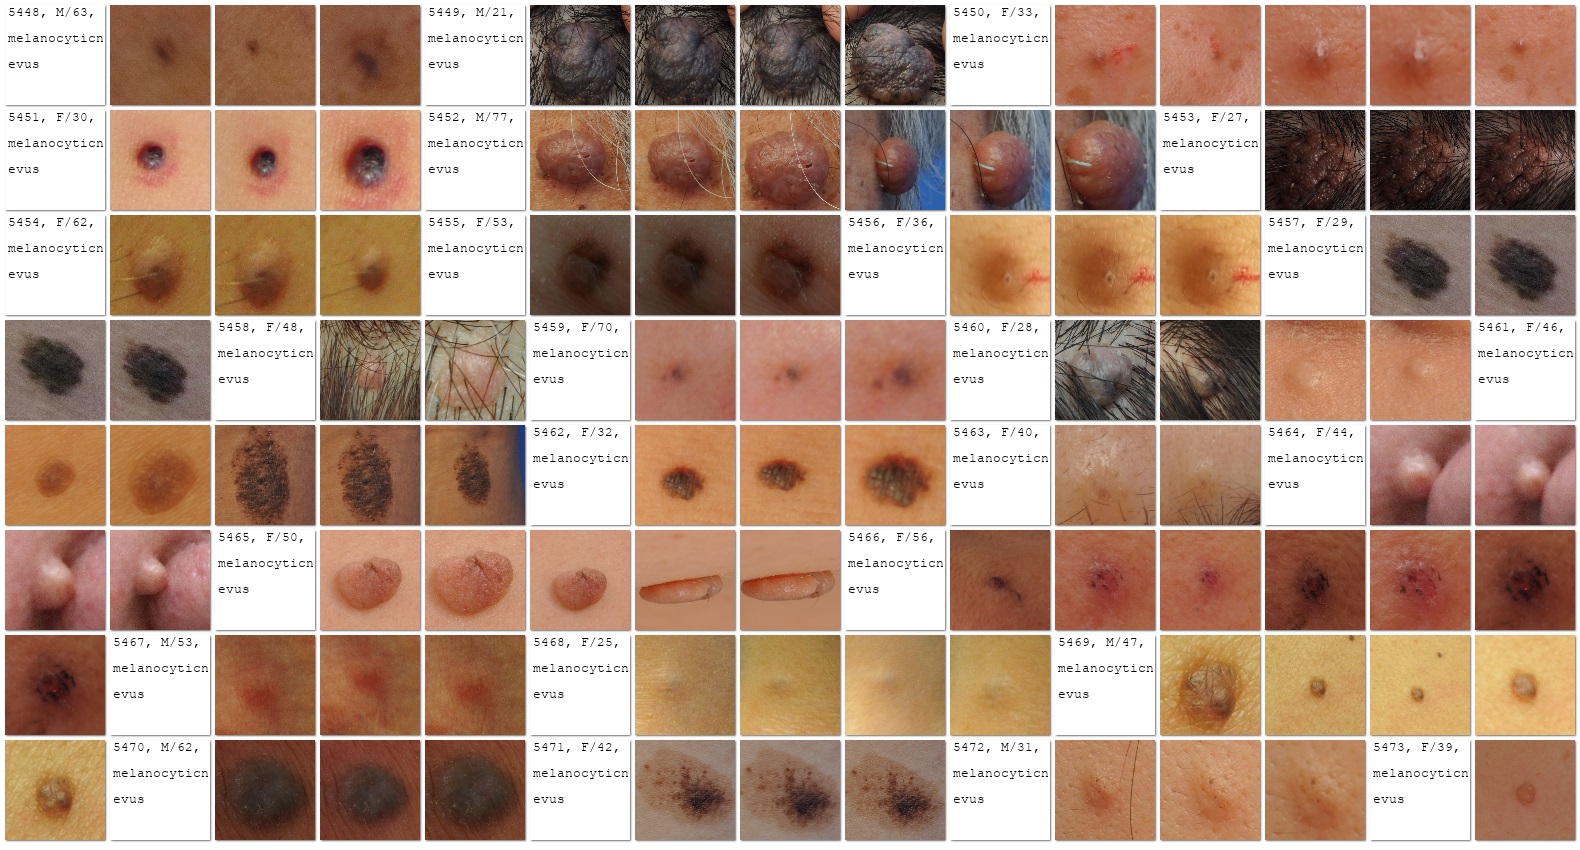 5448, M/63,
melanocyticn
evus
5449, M/21,
melanocyticn
evus
5450, F/33,
melanocyticn
evus
5451, F/30,
melanocyticn
evus
5452, M/77,
melanocyticn
evus
5453, F/27,
melanocyticn
evus
5454, F/62,
melanocyticn
evus
5455, F/53,
melanocyticn
evus
5456, F/36,
melanocyticn
evus
5457, F/29,
melanocyticn
evus
5458, F/48,
melanocyticn
evus
5459, F/70,
melanocyticn
evus
5460, F/28,
melanocyticn
evus
5461, F/46,
melanocyticn
evus
5462, F/32,
melanocyticn
evus
5463, F/40,
melanocyticn
evus
5464, F/44,
melanocyticn
evus
5465, F/50,
melanocyticn
evus
5466, F/56,
melanocyticn
evus
5467, M/53,
melanocyticn
evus
5468, F/25,
melanocyticn
evus
5469, M/47,
melanocyticn
evus
5470, M/62,
melanocyticn
evus
5471, F/42,
melanocyticn
evus
5472, M/31,
melanocyticn
evus
5473, F/39,
melanocyticn
evus